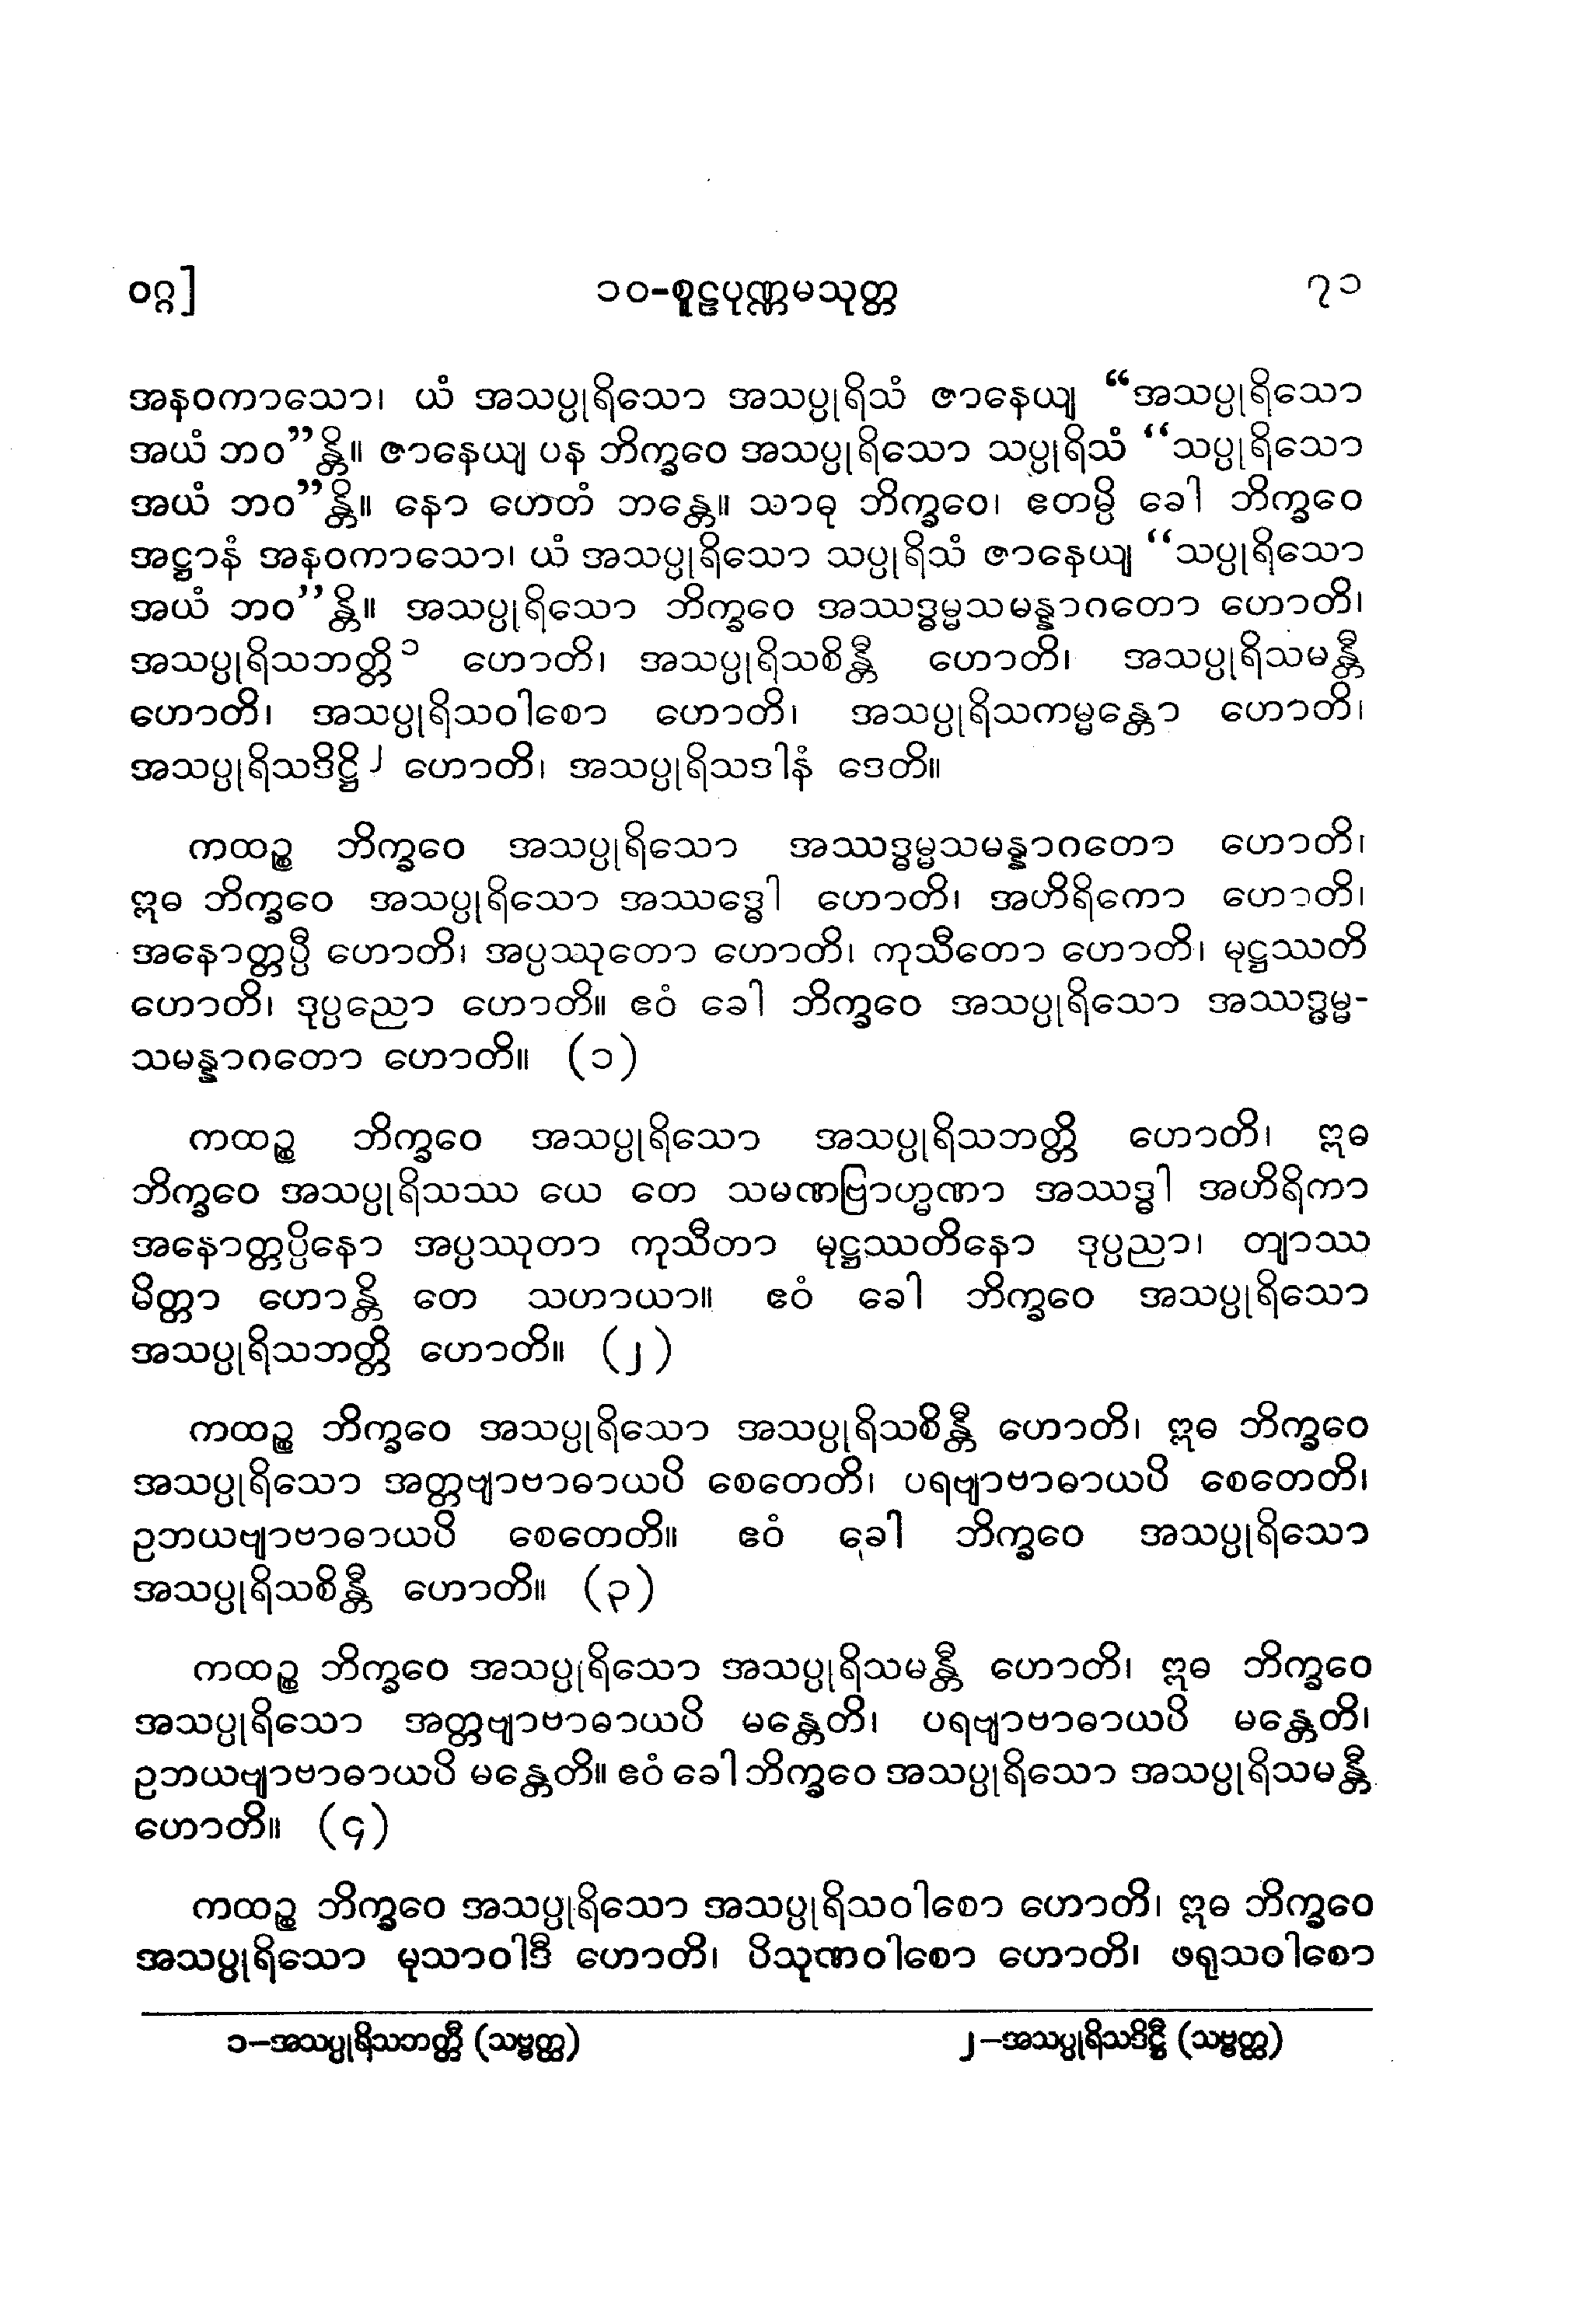 ဝဂ္ဂ]
၁၀-စူဠပုဏ္ဏမသုတ္တ
၇၁
အနဝကာသော၊ ယံ အသပ္ပုရိသော အသပ္ပုရိသံ ဇာနေယျ “အသပ္ပုရိသော
အယံ ဘဝ”န္တိ။ ဇာနေယျ ပန ဘိက္ခဝေ အသပ္ပုရိသော သပ္ပုရိသံ “သပ္ပုရိသော
အယံ ဘဝ”န္တိ။ နော ဟေတံ ဘန္တေ။ သာဓု ဘိက္ခဝေ၊ ဧတမ္ပိ ခေါ ဘိက္ခဝေ
အဋ္ဌာနံ အနဝကာသော၊ ယံ အသပ္ပုရိသော သပ္ပုရိသံ ဇာနေယျ “သပ္ပုရိသော
အယံ ဘဝ”န္တိ။ အသပ္ပုရိသော ဘိက္ခဝေ အဿဒ္ဓမ္မသမန္နာဂတော ဟောတိ၊
အသပ္ပုရိသဘတ္တိ၁ ဟောတိ၊ အသပ္ပုရိသစိန္တီ ဟောတိ၊ အသပ္ပုရိသမန္တီ
ဟောတိ၊ အသပ္ပုရိသဝါစော ဟောတိ၊ အသပ္ပုရိသကမ္မန္တော ဟောတိ၊
အသပ္ပုရိသဒိဋ္ဌိ၂ ဟောတိ၊ အသပ္ပုရိသဒါနံ ဒေတိ။
ကထဉ္စ ဘိက္ခဝေ အသပ္ပုရိသော အဿဒ္ဓမ္မသမန္နာဂတော ဟောတိ၊
ဣဓ ဘိက္ခဝေ အသပ္ပုရိသော အဿဒ္ဓေါ ဟောတိ၊ အဟိရိကော ဟောတိ၊
အနောတ္တပ္ပီ ဟောတိ၊ အပ္ပဿုတော ဟောတိ၊ ကုသီတော ဟောတိ၊ မုဋ္ဌဿတိ
ဟောတိ၊ ဒုပ္ပညော ဟောတိ။ ဧဝံ ခေါ ဘိက္ခဝေ အသပ္ပုရိသော အဿဒ္ဓမ္မ-
သမန္နာဂတော ဟောတိ။ (၁)
ကထဉ္စ ဘိက္ခဝေ အသပ္ပုရိသော အသပ္ပုရိသဘတ္တိ ဟောတိ၊ ဣဓ
ဘိက္ခဝေ အသပ္ပုရိသဿ ယေ တေ သမဏဗြာဟ္မဏာ အဿဒ္ဓါ အဟိရိကာ
အနောတ္တပ္ပိနော အပ္ပဿုတာ ကုသီတာ မုဋ္ဌဿတိနော ဒုပ္ပညာ၊ တျာဿ
မိတ္တာ ဟောန္တိ တေ သဟာယာ။ ဧဝံ ခေါ ဘိက္ခဝေ အသပ္ပုရိသော
အသပ္ပုရိသဘတ္တိ ဟောတိ။ (၂)
ကထဉ္စ ဘိက္ခဝေ အသပ္ပုရိသော အသပ္ပုရိသစိန္တီ ဟောတိ၊ ဣဓ ဘိက္ခဝေ
အသပ္ပုရိသော အတ္တဗျာဗာဓာယပိ စေတေတိ၊ ပရဗျာဗာဓာယပိ စေတေတိ၊
ဥဘယဗျာဗာဓာယပိ စေတေတိ။ ဧဝံ ခေါ ဘိက္ခဝေ အသပ္ပုရိသော
အသပ္ပုရိသစိန္တီ ဟောတိ။ (၃)
ကထဉ္စ ဘိက္ခဝေ အသပ္ပုရိသော အသပ္ပုရိသမန္တီ ဟောတိ၊ ဣဓ ဘိက္ခဝေ
အသပ္ပုရိသော အတ္တဗျာဗာဓာယပိ မန္တေတိ၊ ပရဗျာဗာဓာယပိ မန္တေတိ၊
ဥဘယဗျာဗာဓာယပိ မန္တေတိ။ ဧဝံ ခေါ ဘိက္ခဝေ အသပ္ပုရိသော အသပ္ပုရိသမန္တီ
ဟောတိ။ (၄)
ကထဉ္စ ဘိက္ခဝေ အသပ္ပုရိသော အသပ္ပုရိသဝါစော ဟောတိ၊ ဣဓ ဘိက္ခဝေ
အသပ္ပုရိသော မုသာဝါဒီ ဟောတိ၊ ပိသုဏဝါစော ဟောတိ၊ ဖရုသဝါစော
၁−အသပ္ပုရိသဘတ္တီ (သဗ္ဗတ္ထ)
၂−အသပ္ပုရိသဒိဋ္ဌီ (သဗ္ဗတ္ထ)